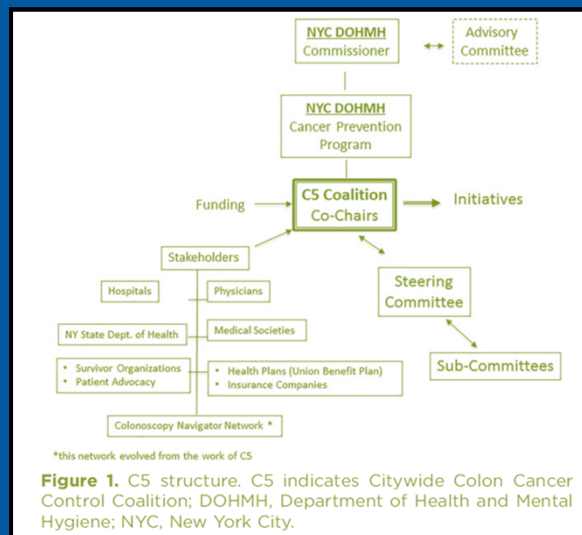 NYC DOHMH
Commissioner
Advisory
Committee
NYC DOHMH
Cancer Prevention
Program
C5 Coalition
Co-Chairs
Funding
Initiatives
Stakeholders
Hospitals
Physicians
Steering
Committee
NY State Dept. of Health
Medical Societies
• Survivor Organizations
• Patient Advocacy
• Health Plans (Union Benefit Plan)
• Insurance Companies
Sub-Committees
Colonoscopy Navigator Network *
*this network evolved from the work of C5
Figure 1. C5 structure. C5 indicates Citywide Colon Cancer
Control Coalition; DOHMH, Department of Health and Mental
Hygiene; NYC, New York City.